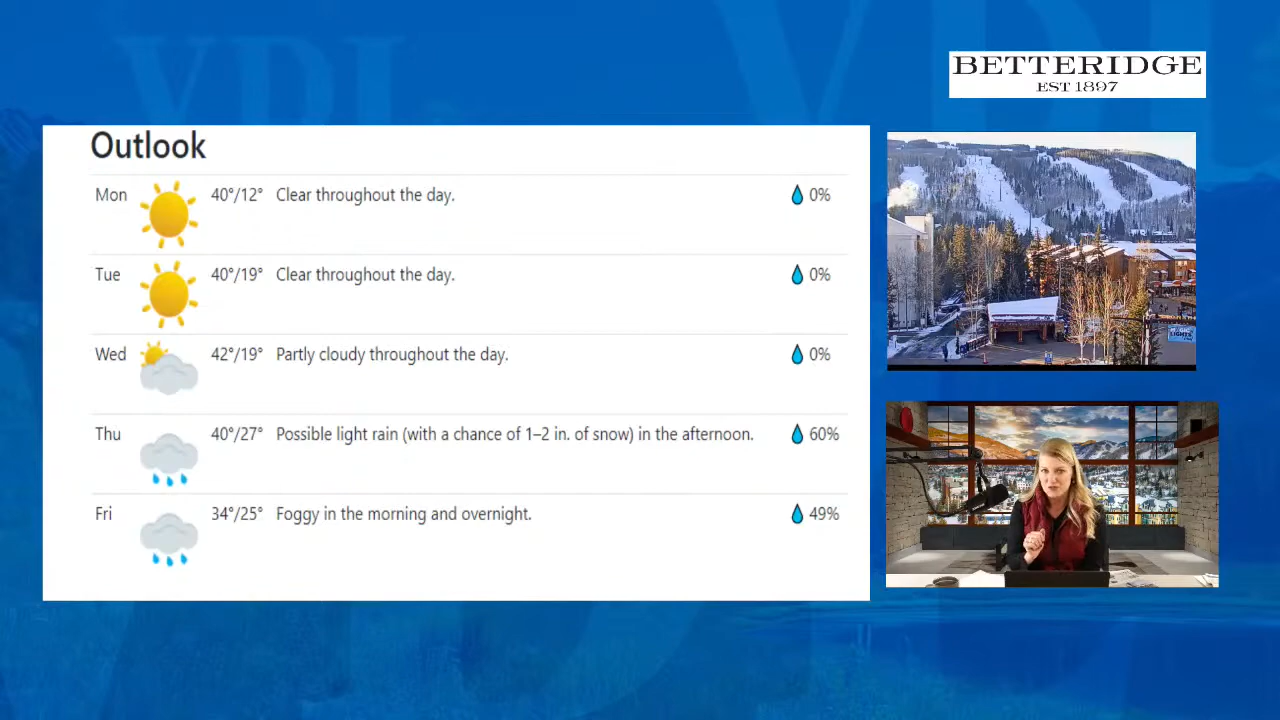 BETTERIDGE
EST 1897
Outlook
Mon 40°/12° Clear throughout the day. 0%
Tue 40°/19° Clear throughout the day. 0%
Wed 42°/19° Partly cloudy throughout the day. 0%
Thu 40°/27° Possible light rain (with a chance of 1–2 in. of snow) in the afternoon. 60%
Fri 34°/25° Foggy in the morning and overnight. 49%
LIGHTS